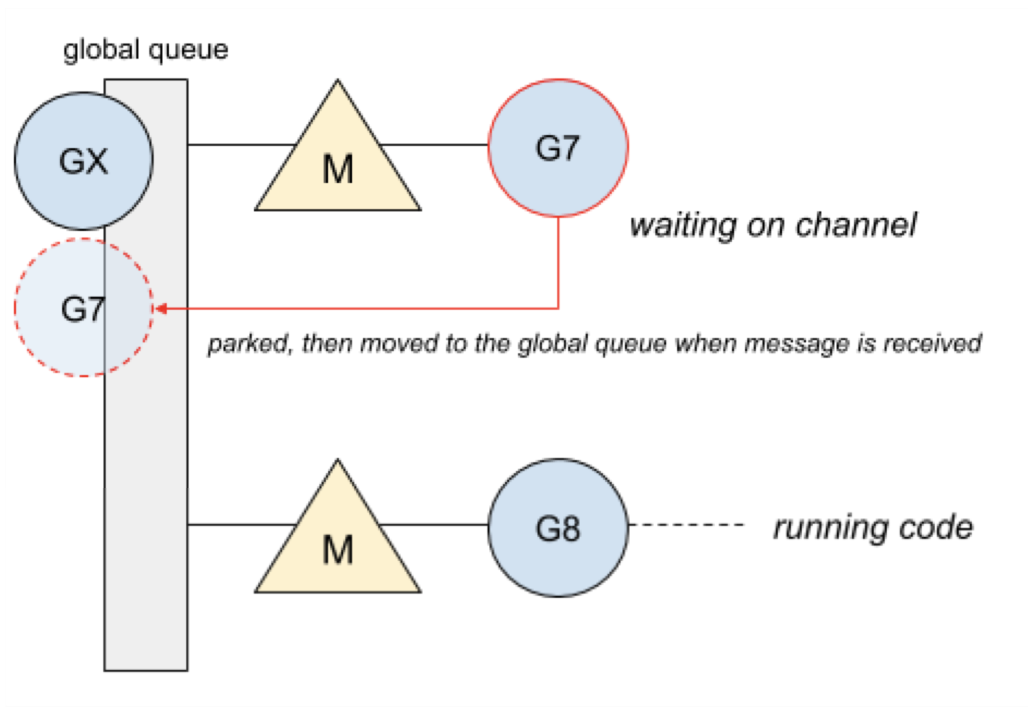 global queue
GX
M
G7
waiting on channel
G7
parked, then moved to the global queue when message is received
M
G8
running code